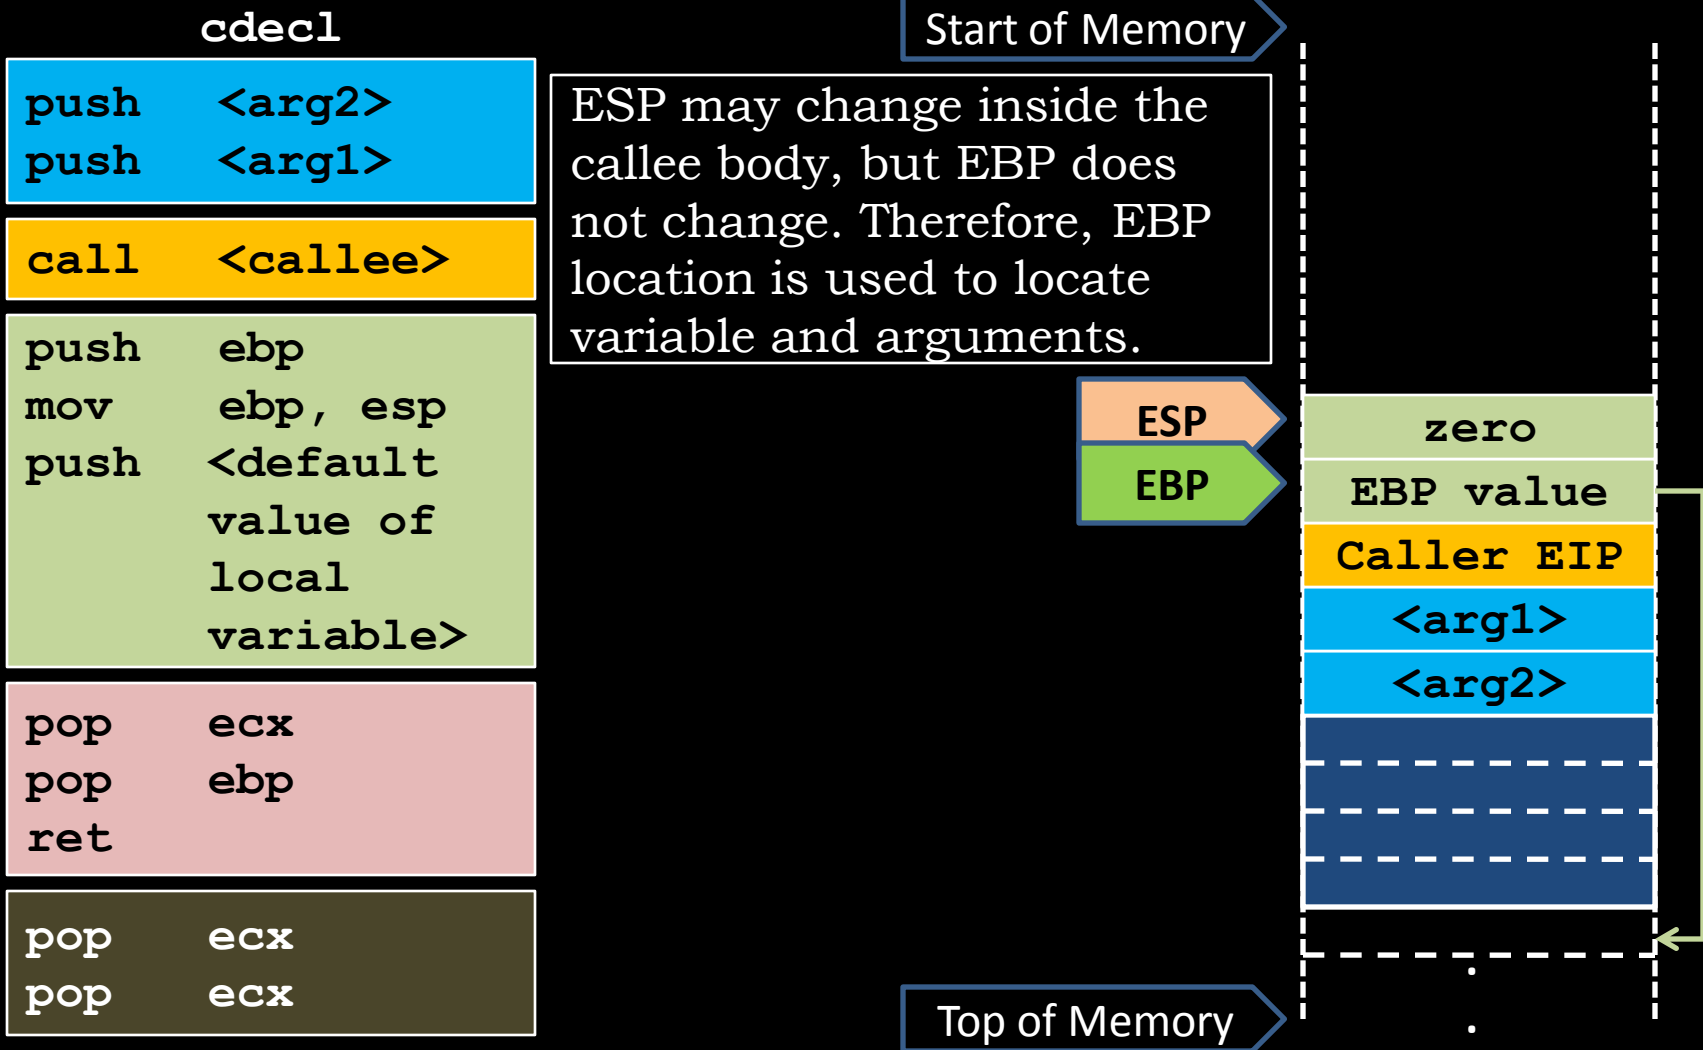 cdecl
push <arg2>
push <arg1>
call <callee>
push ebp
mov ebp, esp
push <default
value of
local
variable>
pop ecx
pop ebp
ret
pop ecx
pop ecx
Start of Memory
ESP may change inside the
callee body, but EBP does
not change. Therefore, EBP
location is used to locate
variable and arguments.
ESP
EBP
zero
EBP value
Caller EIP
<arg1>
<arg2>
.
.
Top of Memory